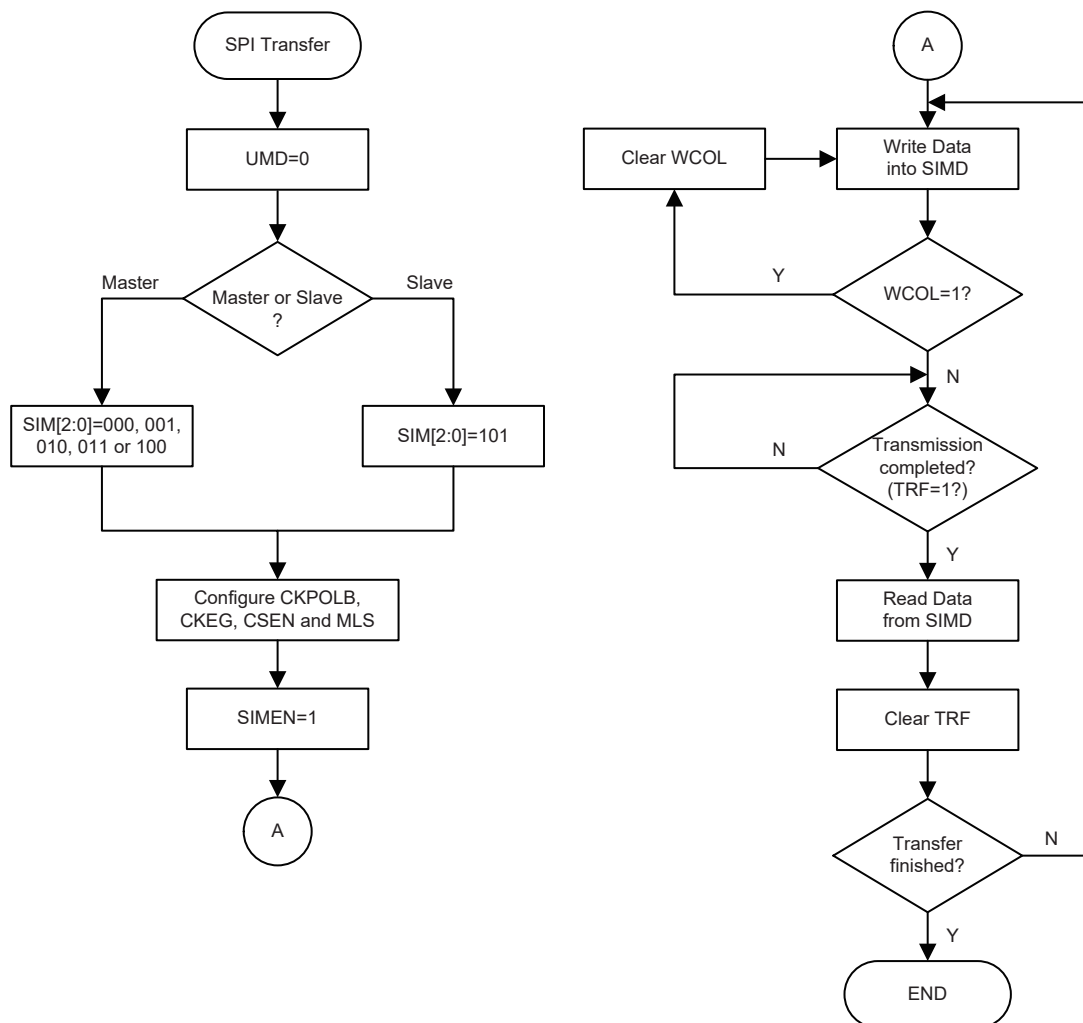 SPI Transfer
UMD=0
Master
Master or Slave
?
Slave
SIM[2:0]=000, 001,
010, 011 or 100
SIM[2:0]=101
Configure CKPOLB,
CKEG, CSEN and MLS
SIMEN=1
A
A
Clear WCOL
Write Data
into SIMD
Y
WCOL=1?
N
N
Transmission
completed?
(TRF=1?)
Y
Read Data
from SIMD
Clear TRF
Transfer
finished?
N
Y
END